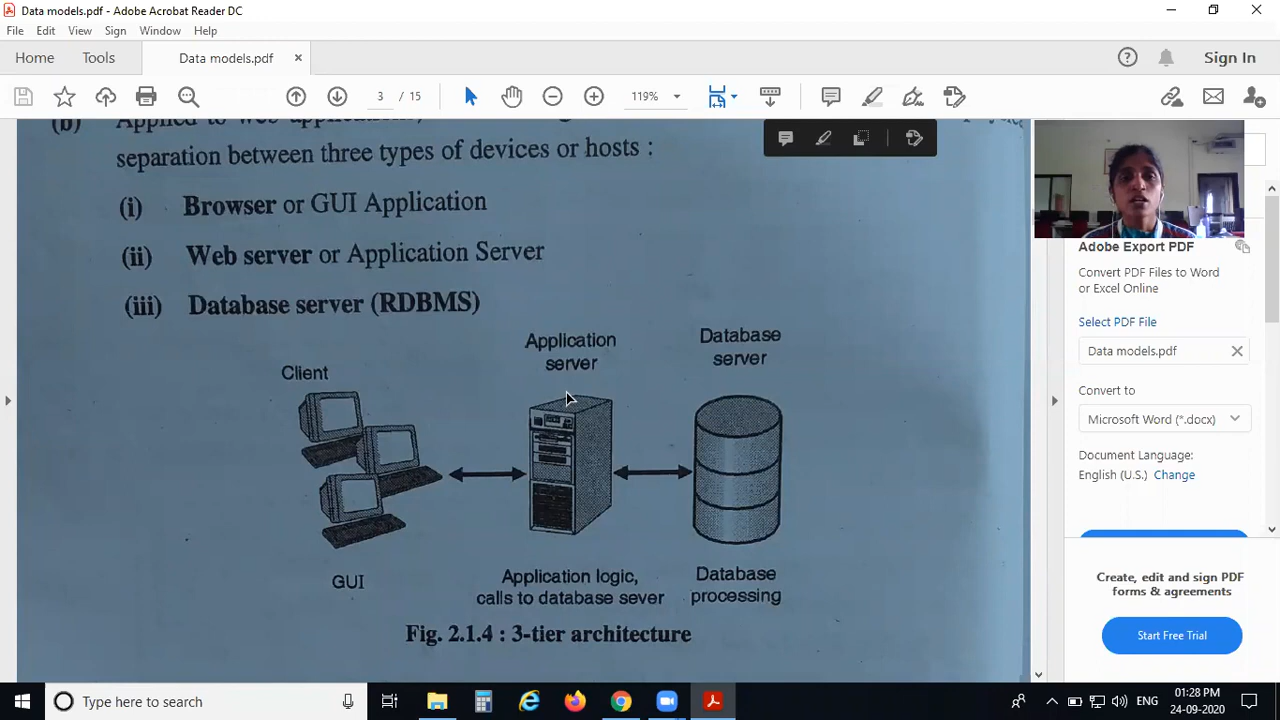 Data models.pdf - Adobe Acrobat Reader DC
File Edit View Sign Window Help
Home Tools Data models.pdf × Sign In
3 / 15 119%
(b) Applied to web
separation between three types of devices or hosts :
(i) Browser or GUI Application
(ii) Web server or Application Server
(iii) Database server (RDBMS)
Client
Application
server
Database
server
GUI
Application logic,
calls to database sever
Database
processing
Fig. 2.1.4 : 3-tier architecture
Adobe Export PDF
Convert PDF Files to Word
or Excel Online
Select PDF File
Data models.pdf
Convert to
Microsoft Word (*.docx)
Document Language:
English (U.S.) Change
Create, edit and sign PDF
forms & agreements
Start Free Trial
Type here to search
ENG
01:28 PM
24-09-2020